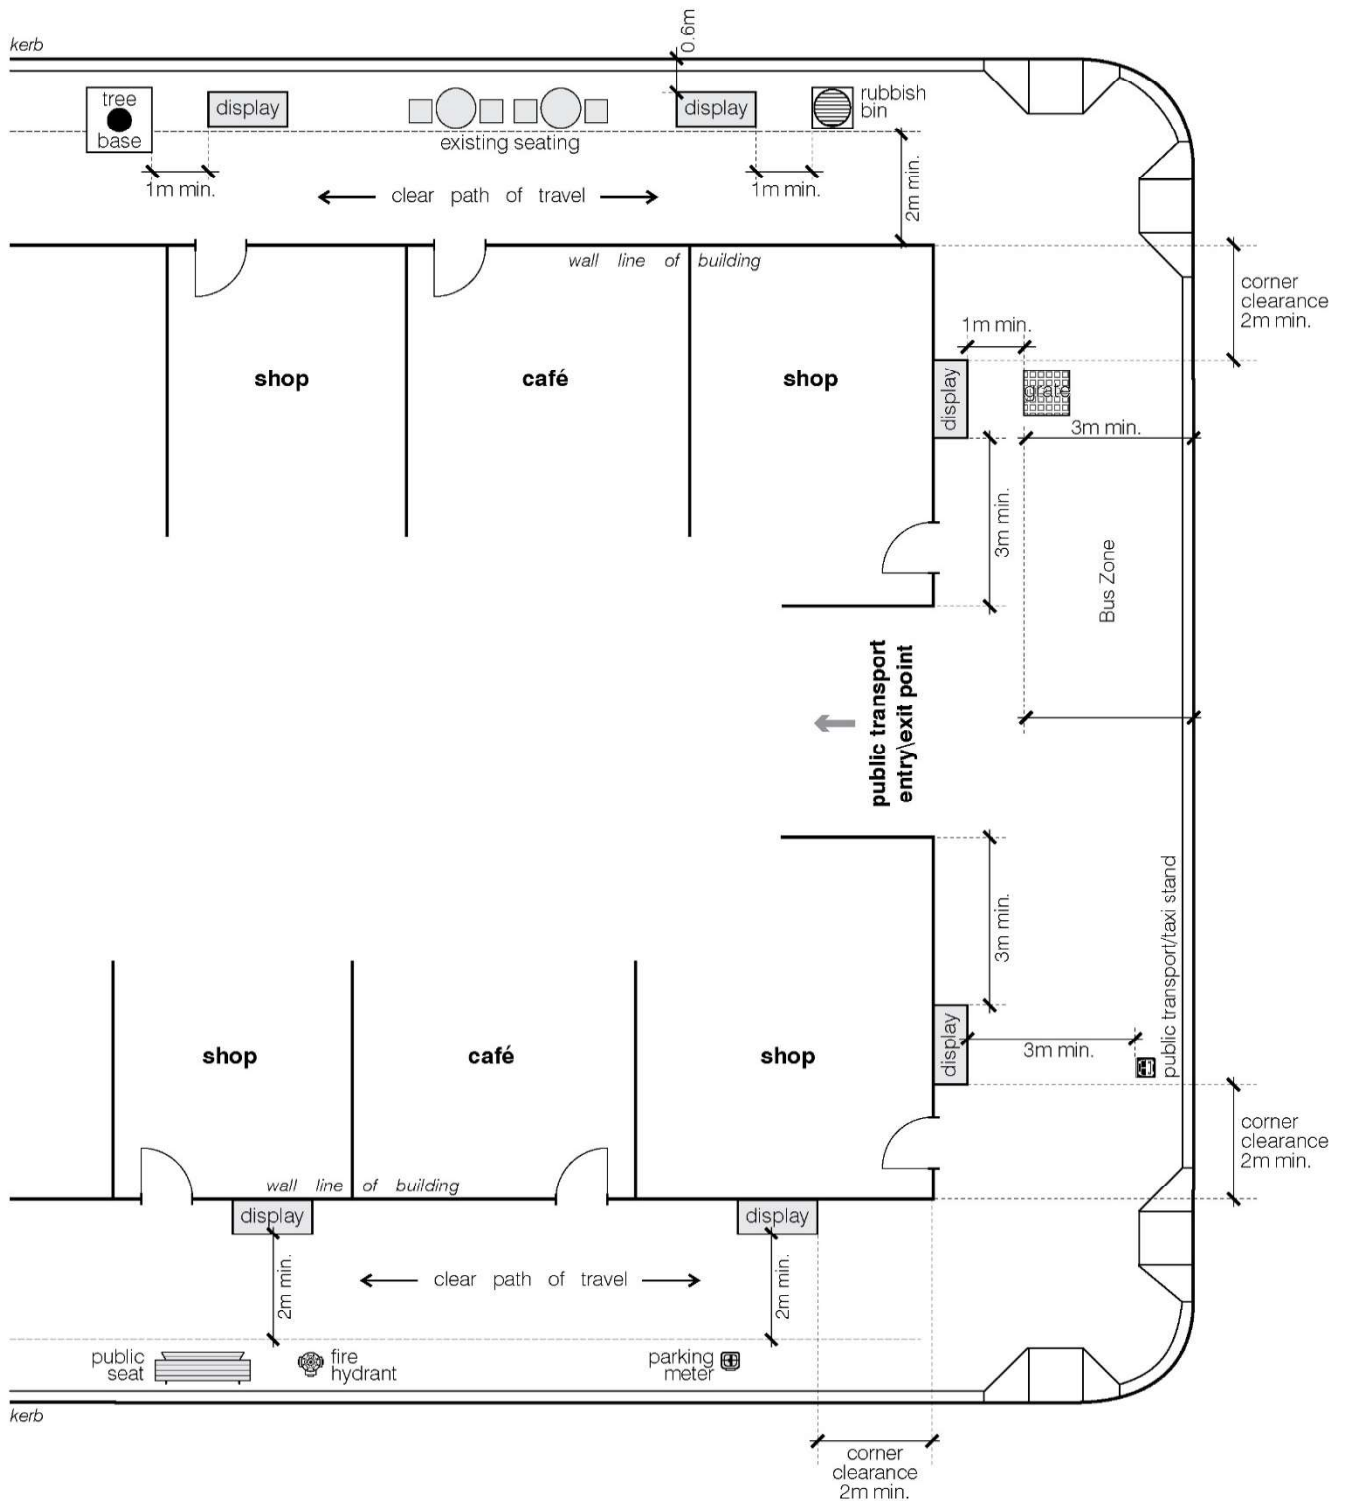 0.6m
kerb
tree
base
display
display
rubbish
bin
existing seating
1m min.
clear path of travel
1m min.
2m min.
wall line of building
corner
clearance
2m min.
1m min.
shop
café
shop
display
grate
3m min.
3m min.
Bus Zone
public transport
entry\exit point
3m min.
public transport/taxi stand
shop
café
shop
display
3m min.
corner
clearance
2m min.
wall line of building
display
display
2m min.
clear path of travel
2m min.
public
seat
fire
hydrant
parking
meter
kerb
corner
clearance
2m min.